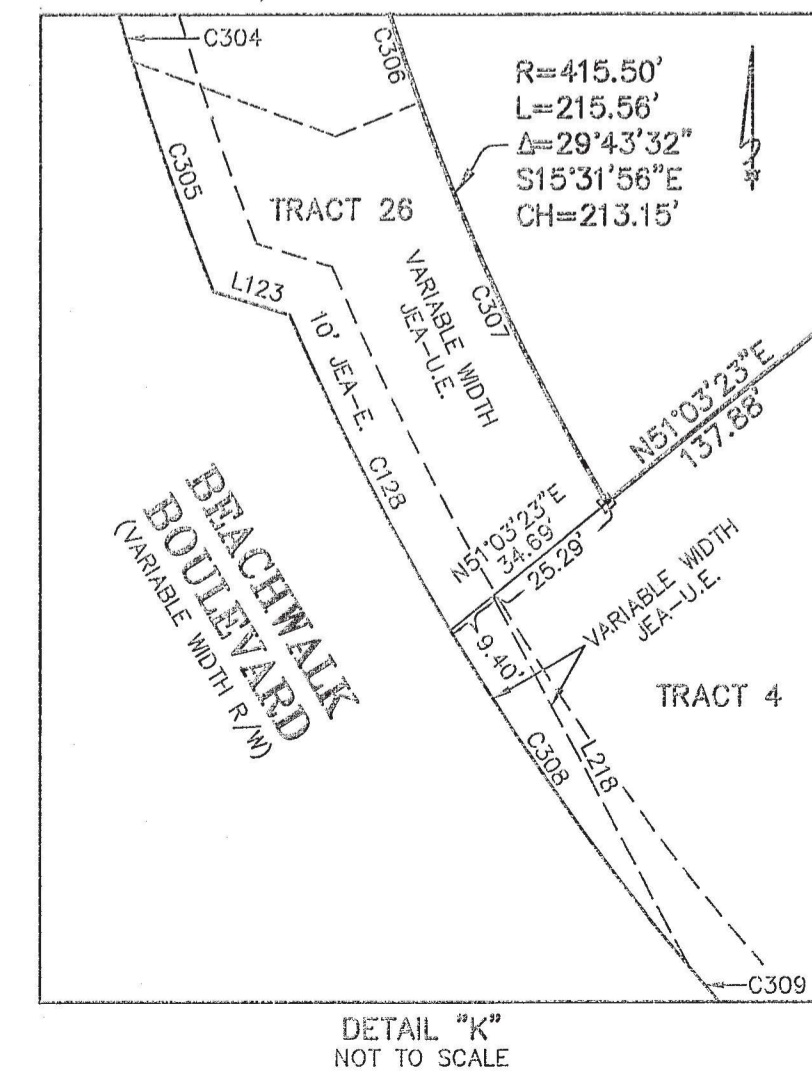 C304
C306
R=415.50'
L=215.56'
Δ=29°43'32"
S15°31'56"E
CH=213.15'
C305
TRACT 26
L123
10' JEA-E.
VARIABLE WIDTH
JEA-U.E.
C307
C128
N51°03'23"E
137.88'
N51°03'23"E
34.69'
25.29'
9.40'
BEACHWALK
BOULEVARD
(VARIABLE WIDTH R/W)
VARIABLE WIDTH
JEA-U.E.
TRACT 4
C308
L218
C309
DETAIL "K"
NOT TO SCALE